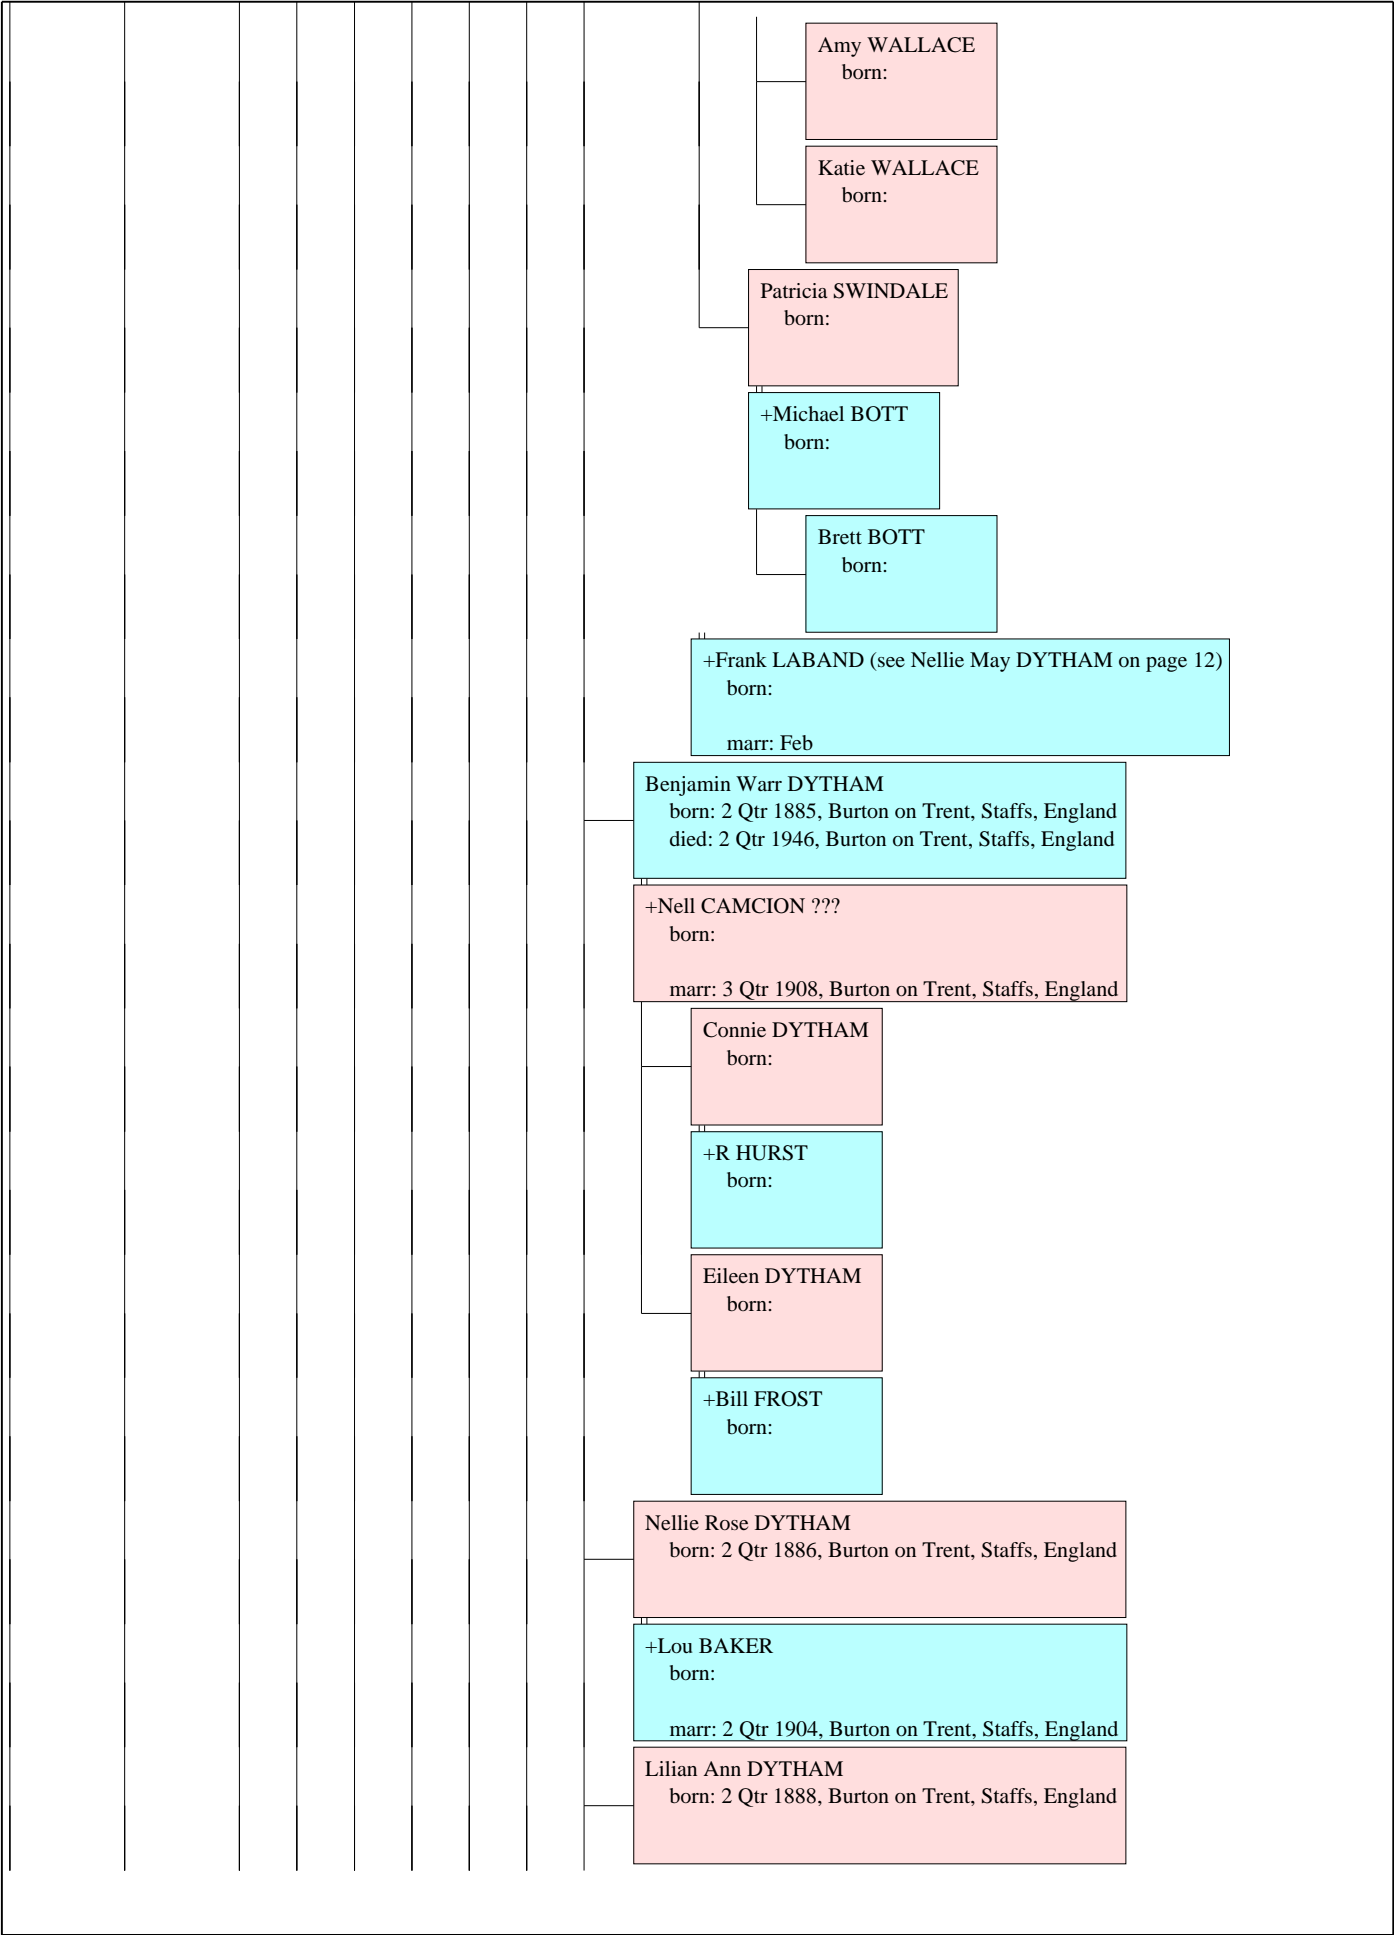 Amy WALLACE
born:
Katie WALLACE
born:
Patricia SWINDALE
born:
+Michael BOTT
born:
Brett BOTT
born:
+Frank LABAND (see Nellie May DYTHAM on page 12)
born:
marr: Feb
Benjamin Warr DYTHAM
born: 2 Qtr 1885, Burton on Trent, Staffs, England
died: 2 Qtr 1946, Burton on Trent, Staffs, England
+Nell CAMCION ???
born:
marr: 3 Qtr 1908, Burton on Trent, Staffs, England
Connie DYTHAM
born:
+R HURST
born:
Eileen DYTHAM
born:
+Bill FROST
born:
Nellie Rose DYTHAM
born: 2 Qtr 1886, Burton on Trent, Staffs, England
+Lou BAKER
born:
marr: 2 Qtr 1904, Burton on Trent, Staffs, England
Lilian Ann DYTHAM
born: 2 Qtr 1888, Burton on Trent, Staffs, England